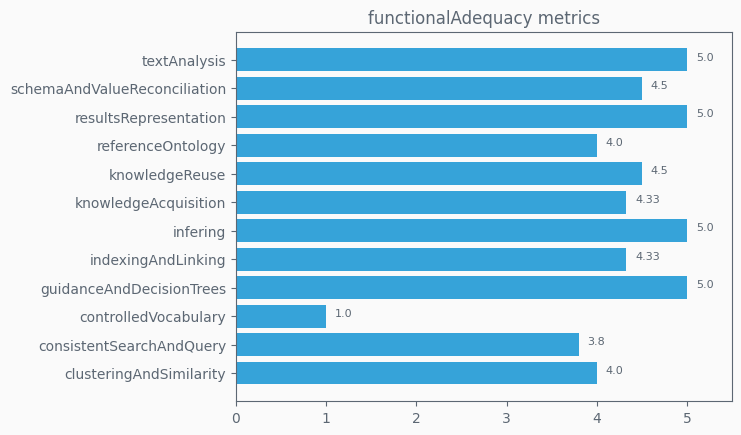 functionalAdequacy metrics
textAnalysis 5.0
schemaAndValueReconciliation 4.5
resultsRepresentation 5.0
referenceOntology 4.0
knowledgeReuse 4.5
knowledgeAcquisition 4.33
infering 5.0
indexingAndLinking 4.33
guidanceAndDecisionTrees 5.0
controlledVocabulary 1.0
consistentSearchAndQuery 3.8
clusteringAndSimilarity 4.0
0 1 2 3 4 5